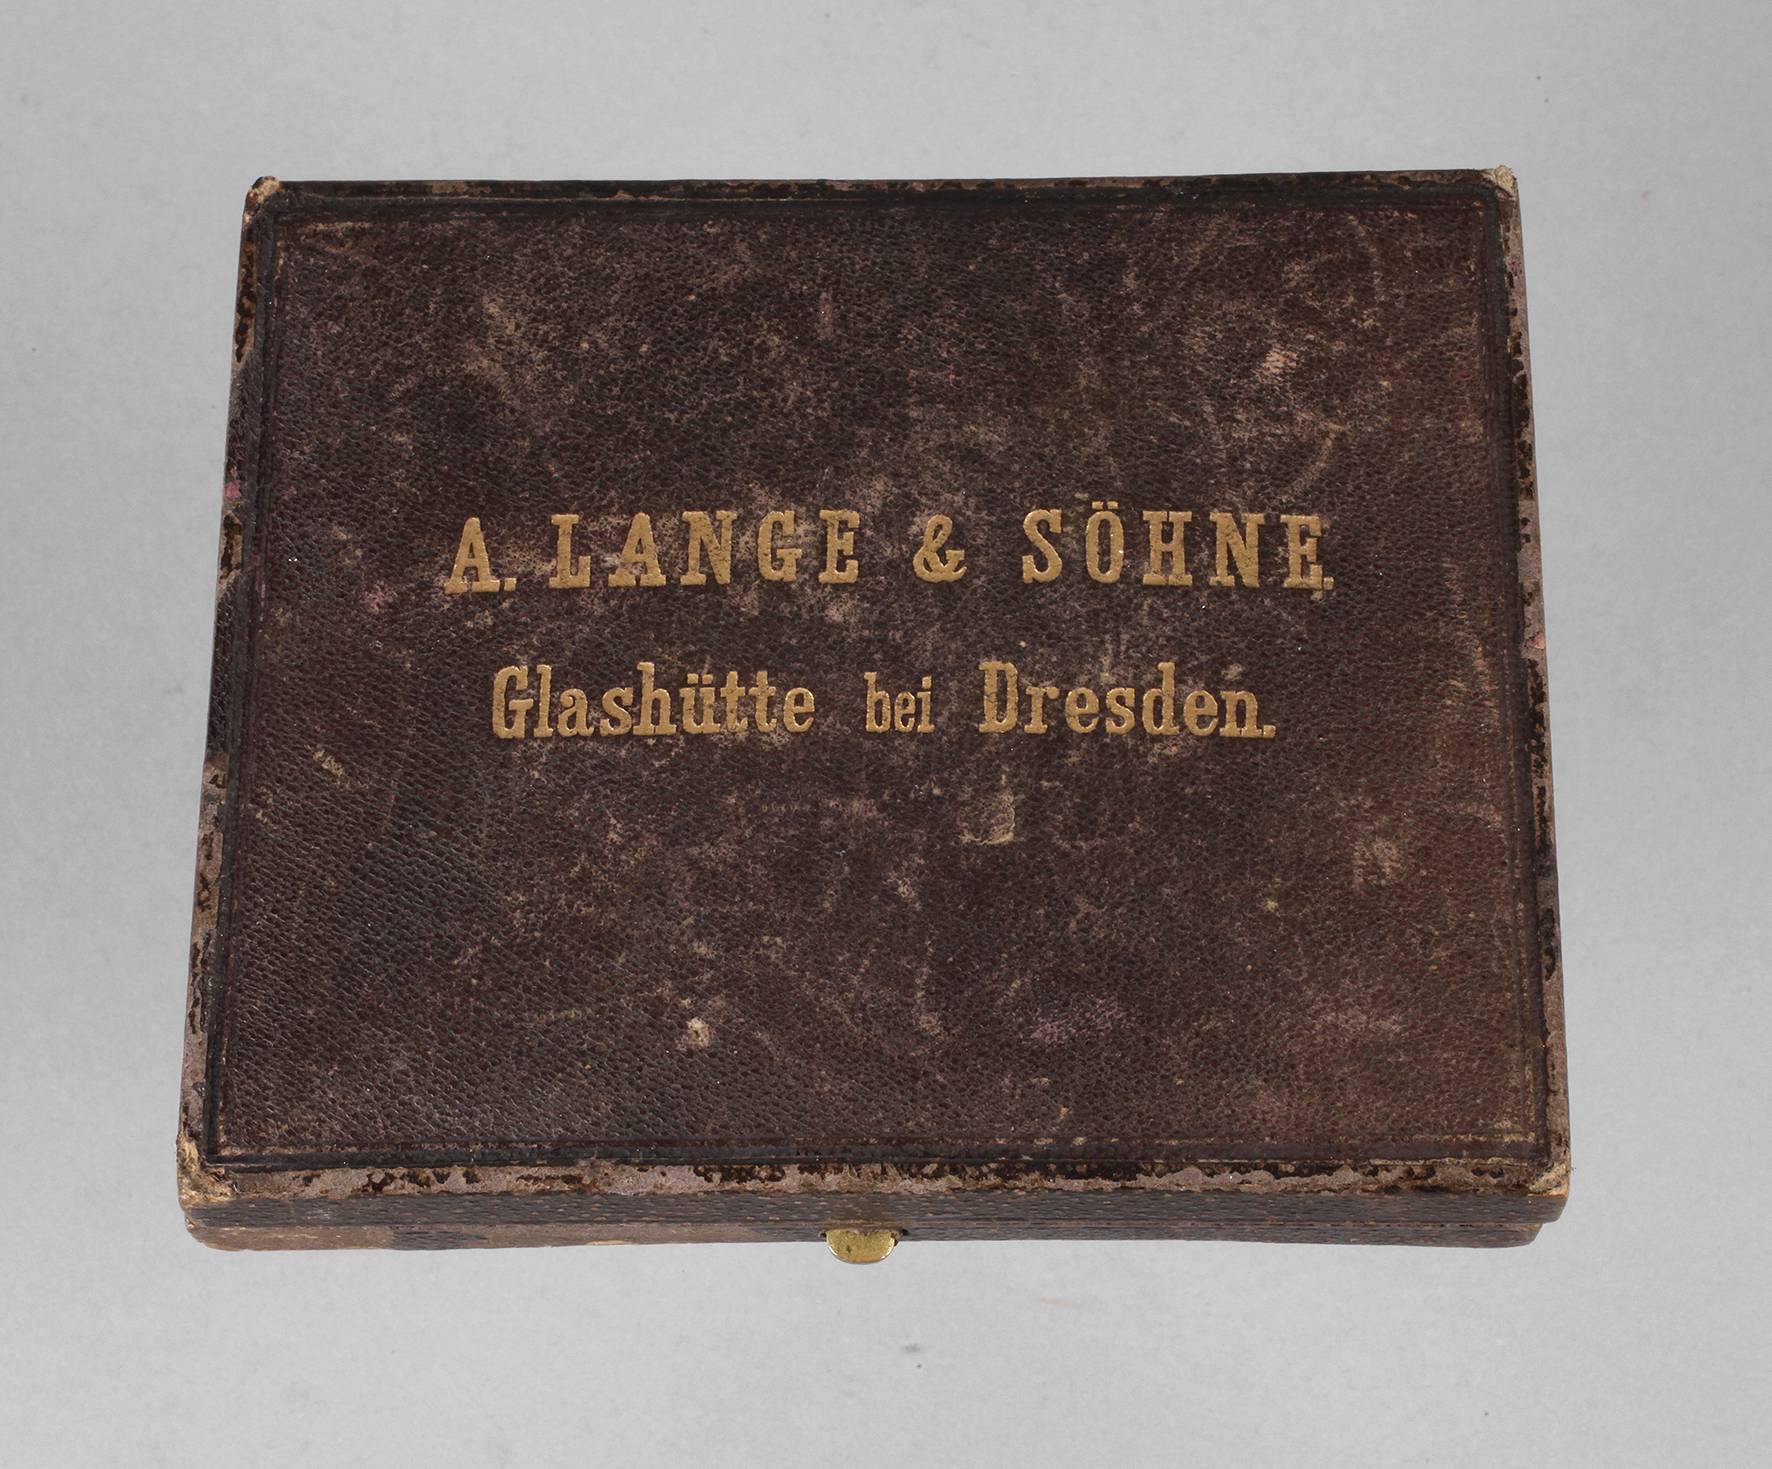 A. LANGE & SÖHNE.
Glashütte bei Dresden.